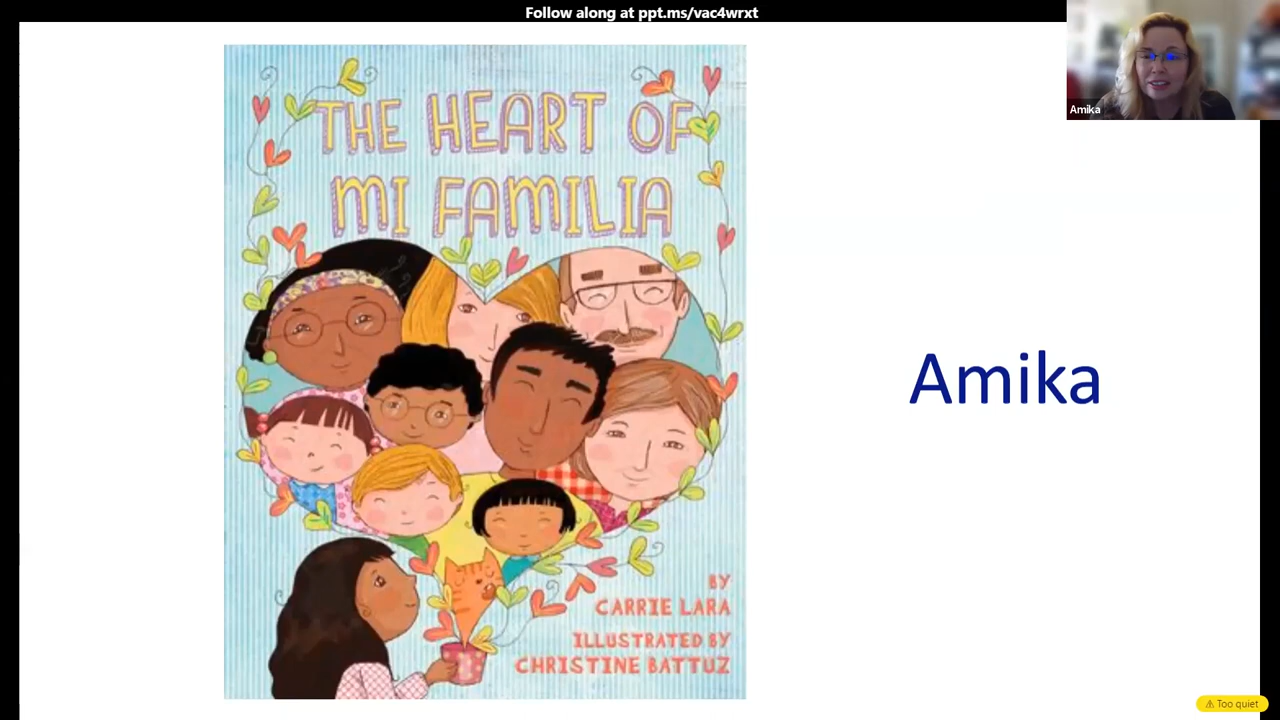 Follow along at ppt.ms/vac4wrxt
Amika
THE HEART OF
MI FAMILIA
Amika
BY
CARRIE LARA
ILLUSTRATED BY
CHRISTINE BATTUZ
⚠ Too quiet